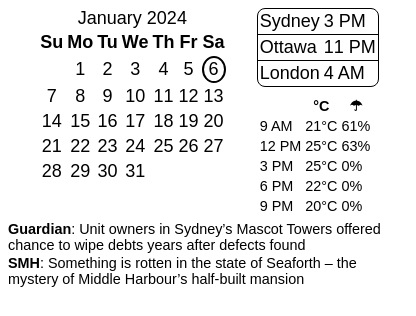 January 2024
Su Mo Tu We Th Fr Sa
1 2 3 4 5 6
7 8 9 10 11 12 13
14 15 16 17 18 19 20
21 22 23 24 25 26 27
28 29 30 31
Sydney 3 PM
Ottawa 11 PM
London 4 AM
°C ☂
9 AM 21°C 61%
12 PM 25°C 63%
3 PM 25°C 0%
6 PM 22°C 0%
9 PM 20°C 0%
Guardian: Unit owners in Sydney’s Mascot Towers offered
chance to wipe debts years after defects found
SMH: Something is rotten in the state of Seaforth – the
mystery of Middle Harbour’s half-built mansion